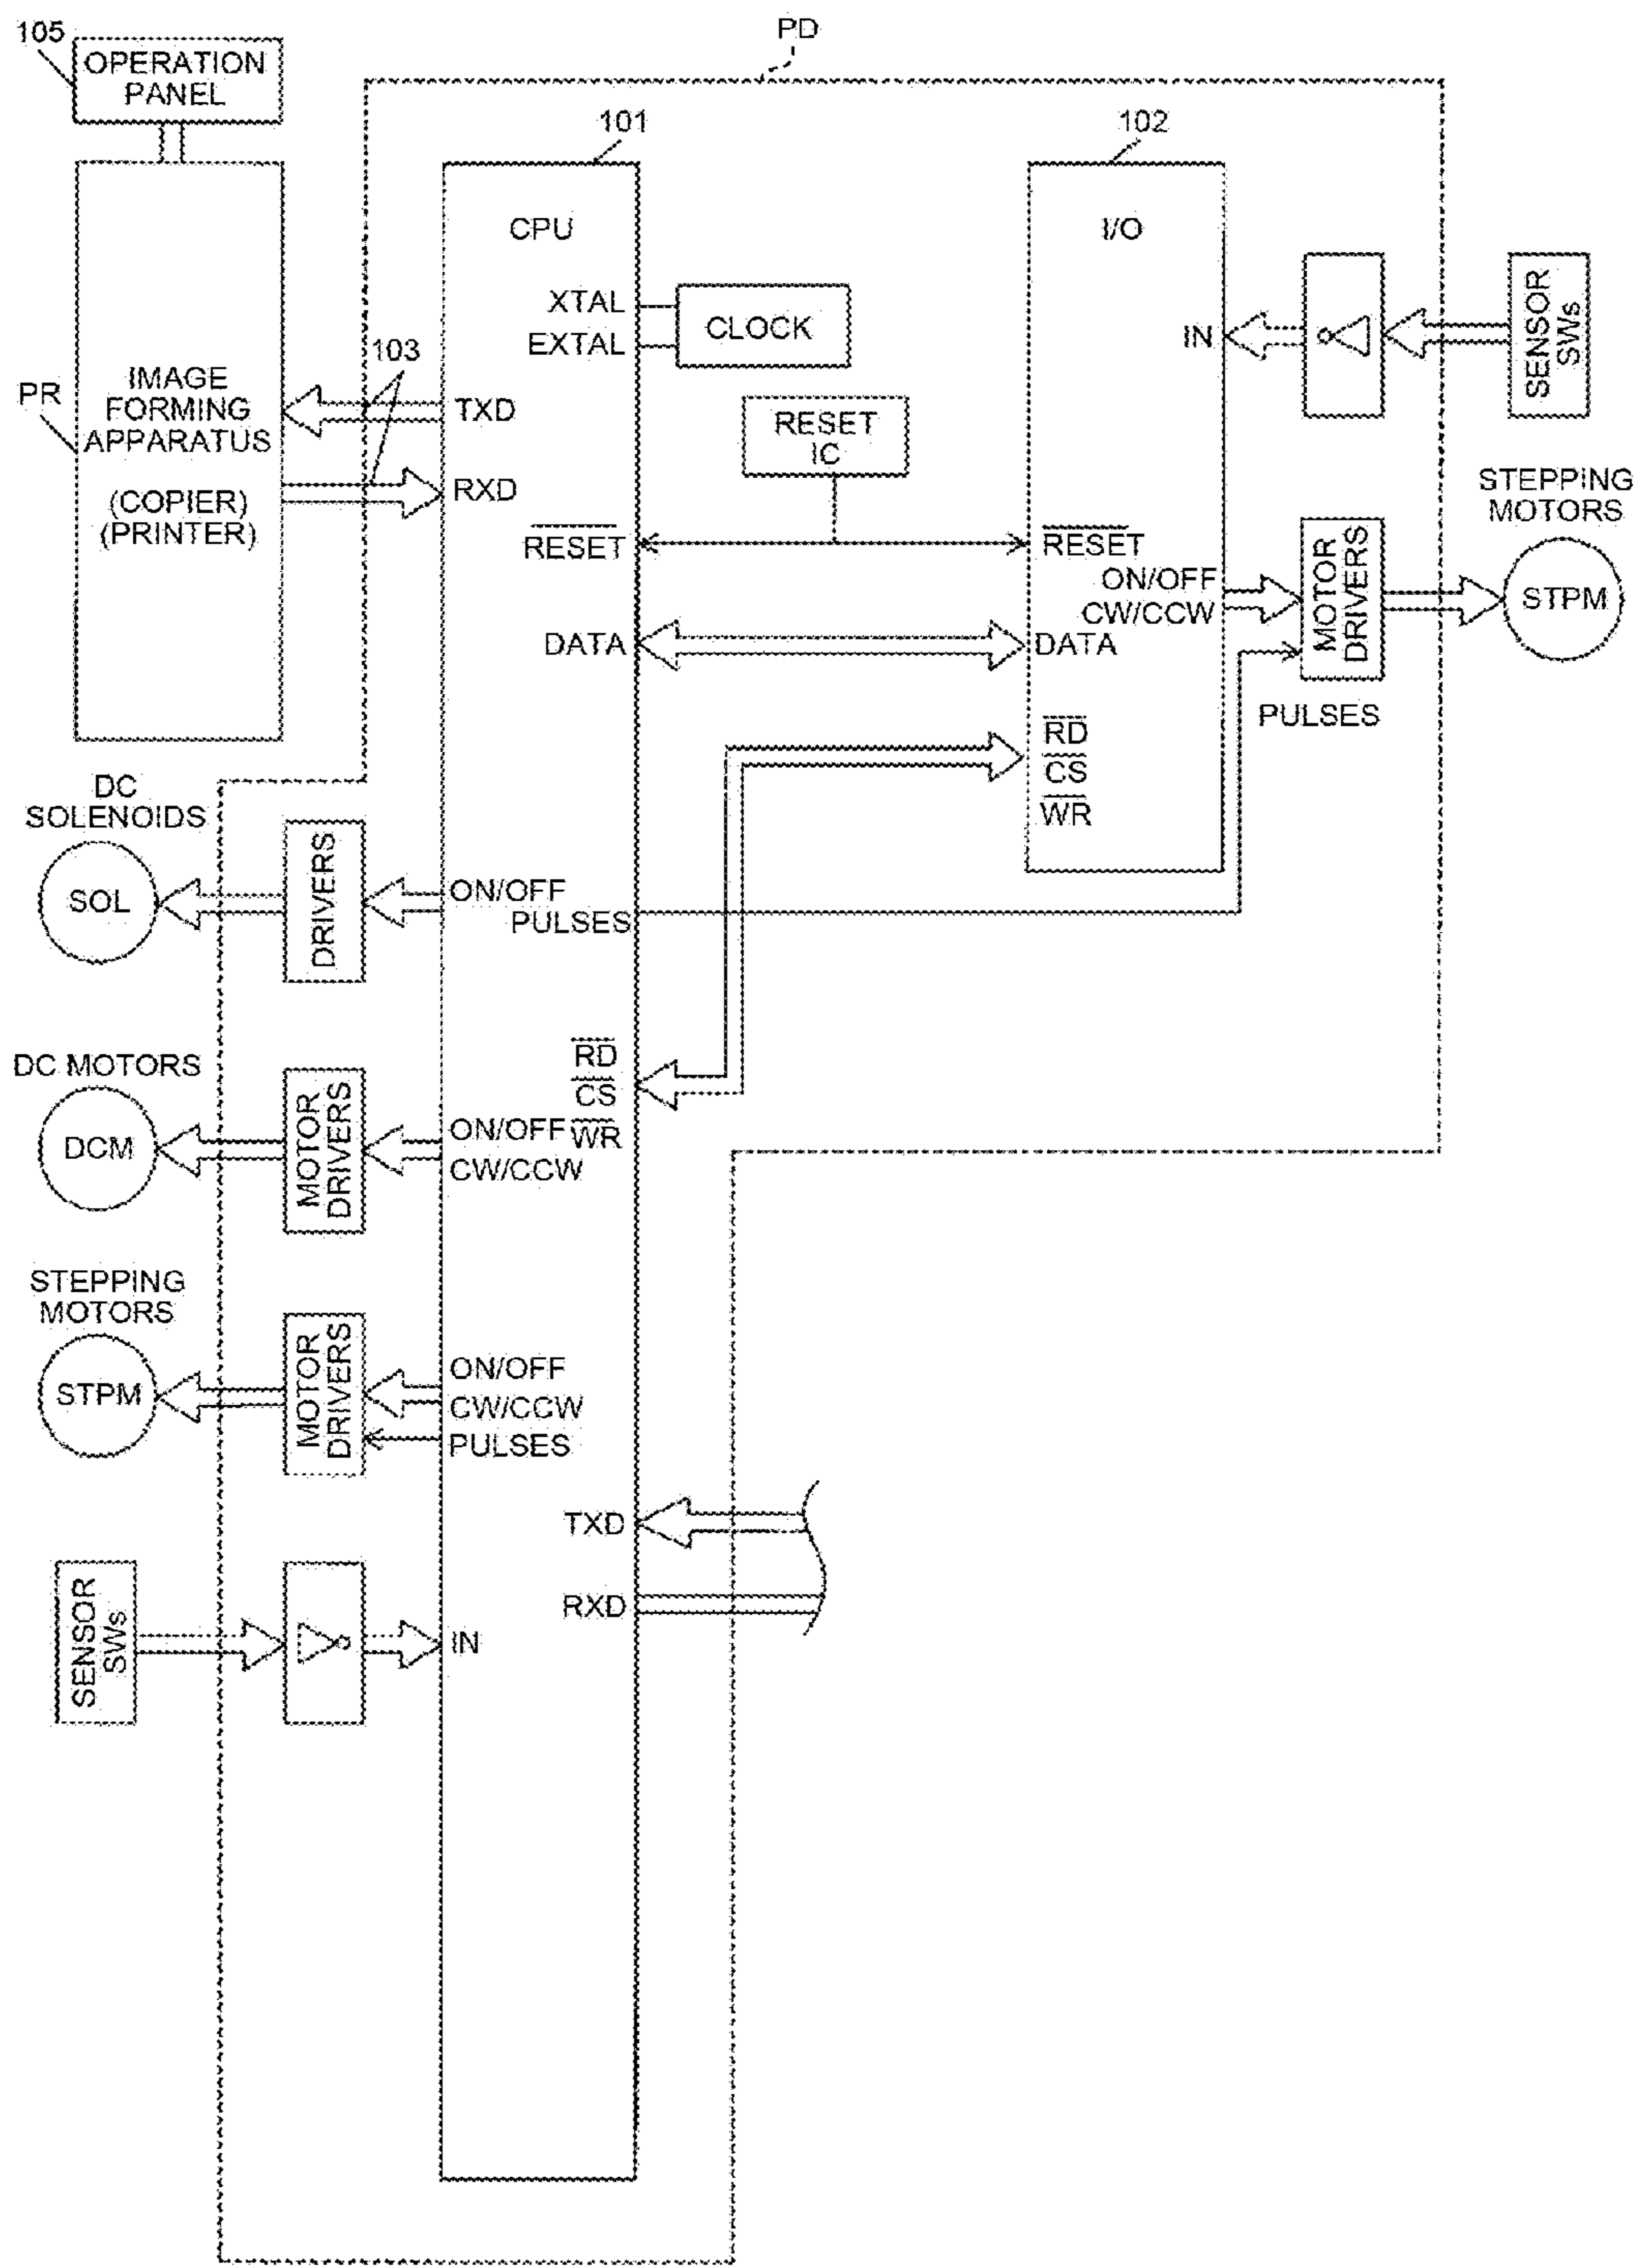 105
OPERATION
PANEL
PD
101
102
CPU
I/O
XTAL
EXTAL
CLOCK
IN
SENSOR
SWs
103
PR
IMAGE
FORMING
APPARATUS
(COPIER)
(PRINTER)
TXD
RXD
RESET
IC
RESET
RESET
STEPPING
MOTORS
ON/OFF
CW/CCW
MOTOR
DRIVERS
STPM
DATA
DATA
PULSES
RD
CS
WR
DC
SOLENOIDS
SOL
DRIVERS
ON/OFF
PULSES
RD
CS
WR
DC MOTORS
DCM
MOTOR
DRIVERS
ON/OFF
CW/CCW
STEPPING
MOTORS
STPM
MOTOR
DRIVERS
ON/OFF
CW/CCW
PULSES
TXD
RXD
SENSOR
SWs
IN